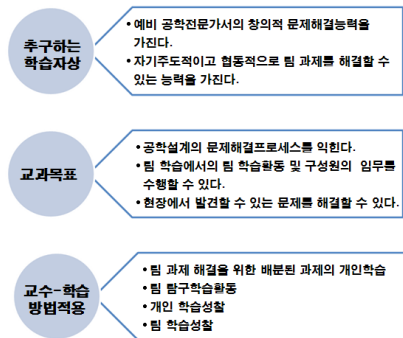 추구하는
학습자상
• 예비 공학전문가서의 창의적 문제해결능력을
가진다.
• 자기주도적이고 협동적으로 팀 과제를 해결할 수
있는 능력을 가진다.
교과목표
• 공학설계의 문제해결프로세스를 익힌다.
• 팀 학습에서의 팀 학습활동 및 구성원의 임무를
수행할 수 있다.
• 현장에서 발견할 수 있는 문제를 해결할 수 있다.
교수-학습
방법적용
• 팀 과제 해결을 위한 배분된 과제의 개인학습
• 팀 탐구학습활동
• 개인 학습성찰
• 팀 학습성찰